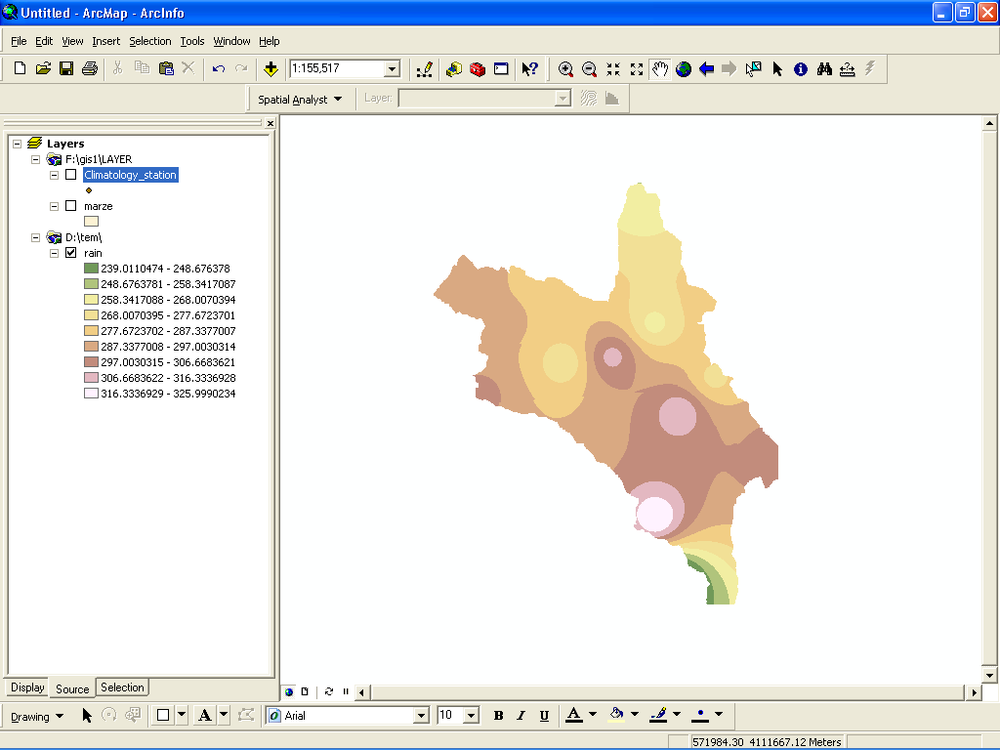 Untitled - ArcMap - ArcInfo
File Edit View Insert Selection Tools Window Help
1:155,517
Spatial Analyst Layer:
Layers
F:\gis1\LAYER
Climatology_station
marze
D:\tem\
rain
239.0110474 - 248.676378
248.6763781 - 258.3417087
258.3417088 - 268.0070394
268.0070395 - 277.6723701
277.6723702 - 287.3377007
287.3377008 - 297.0030314
297.0030315 - 306.6683621
306.6683622 - 316.3336928
316.3336929 - 325.9990234
Display Source Selection
Drawing A Arial 10 B I U A
571984.30 4111667.12 Meters